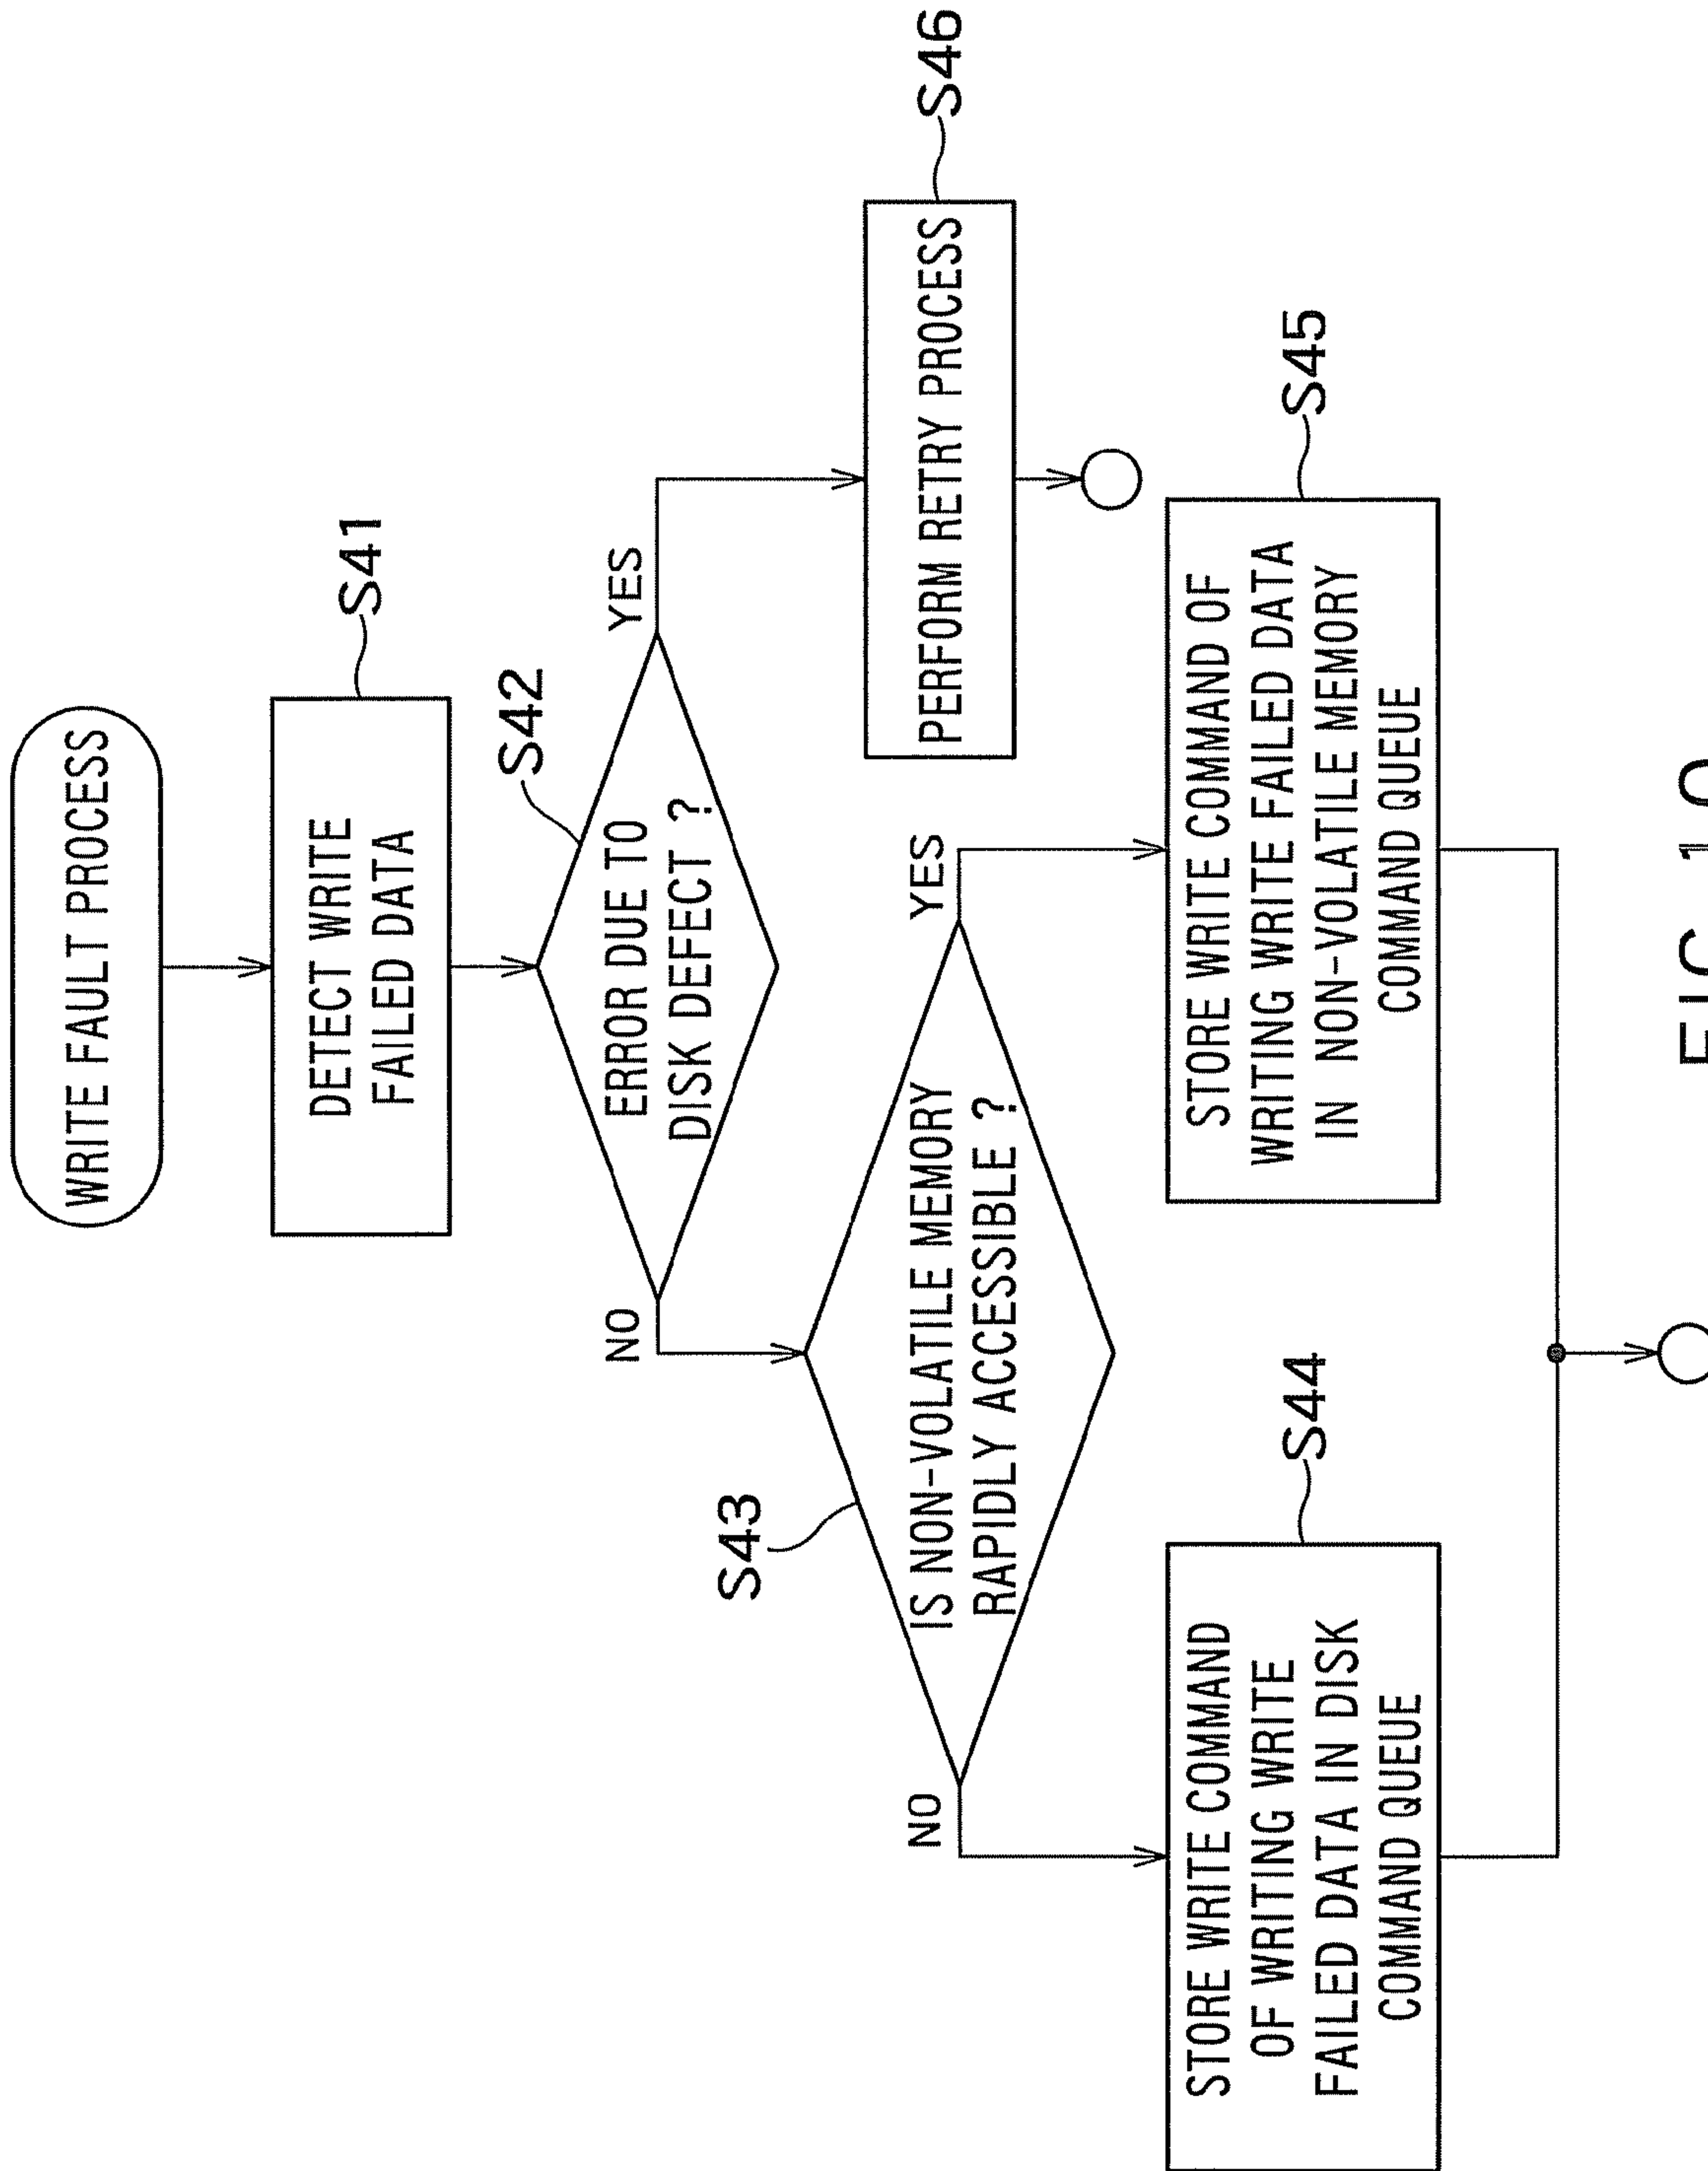 WRITE FAULT PROCESS
DETECT WRITE
FAILED DATA
S41
ERROR DUE TO
DISK DEFECT ?
S42
NO
YES
IS NON-VOLATILE MEMORY
RAPIDLY ACCESSIBLE ?
S43
PERFORM RETRY PROCESS
S46
NO
YES
STORE WRITE COMMAND
OF WRITING WRITE
FAILED DATA IN DISK
COMMAND QUEUE
S44
STORE WRITE COMMAND OF
WRITING WRITE FAILED DATA
IN NON-VOLATILE MEMORY
COMMAND QUEUE
S45